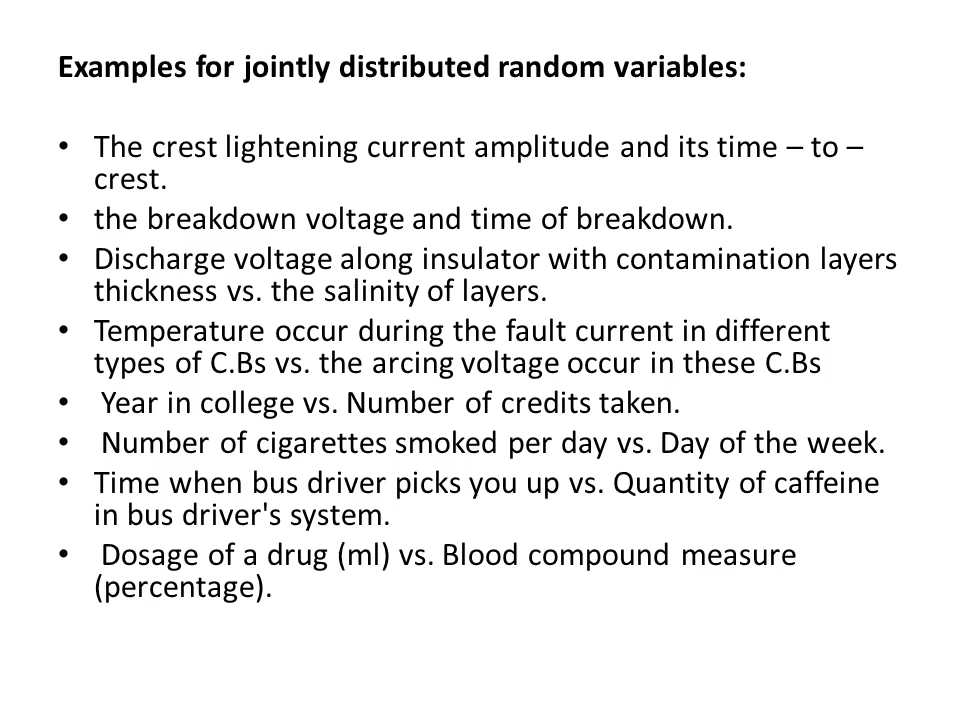 Examples for jointly distributed random variables:
• The crest lightening current amplitude and its time – to –
crest.
• the breakdown voltage and time of breakdown.
• Discharge voltage along insulator with contamination layers
thickness vs. the salinity of layers.
• Temperature occur during the fault current in different
types of C.Bs vs. the arcing voltage occur in these C.Bs
• Year in college vs. Number of credits taken.
• Number of cigarettes smoked per day vs. Day of the week.
• Time when bus driver picks you up vs. Quantity of caffeine
in bus driver's system.
• Dosage of a drug (ml) vs. Blood compound measure
(percentage).